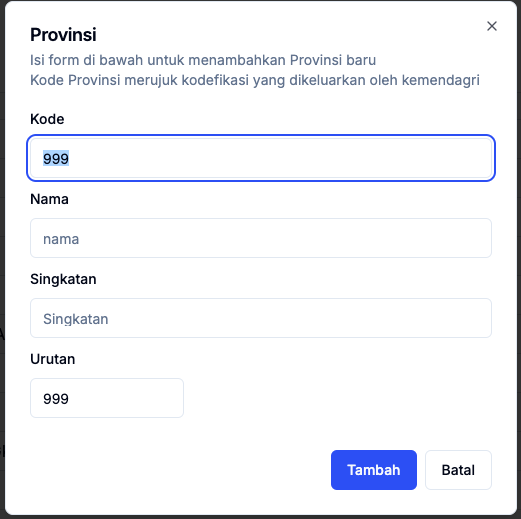 Provinsi
Isi form di bawah untuk menambahkan Provinsi baru
Kode Provinsi merujuk kodefikasi yang dikeluarkan oleh kemendagri
Kode
999
Nama
nama
Singkatan
Singkatan
Urutan
999
Tambah
Batal